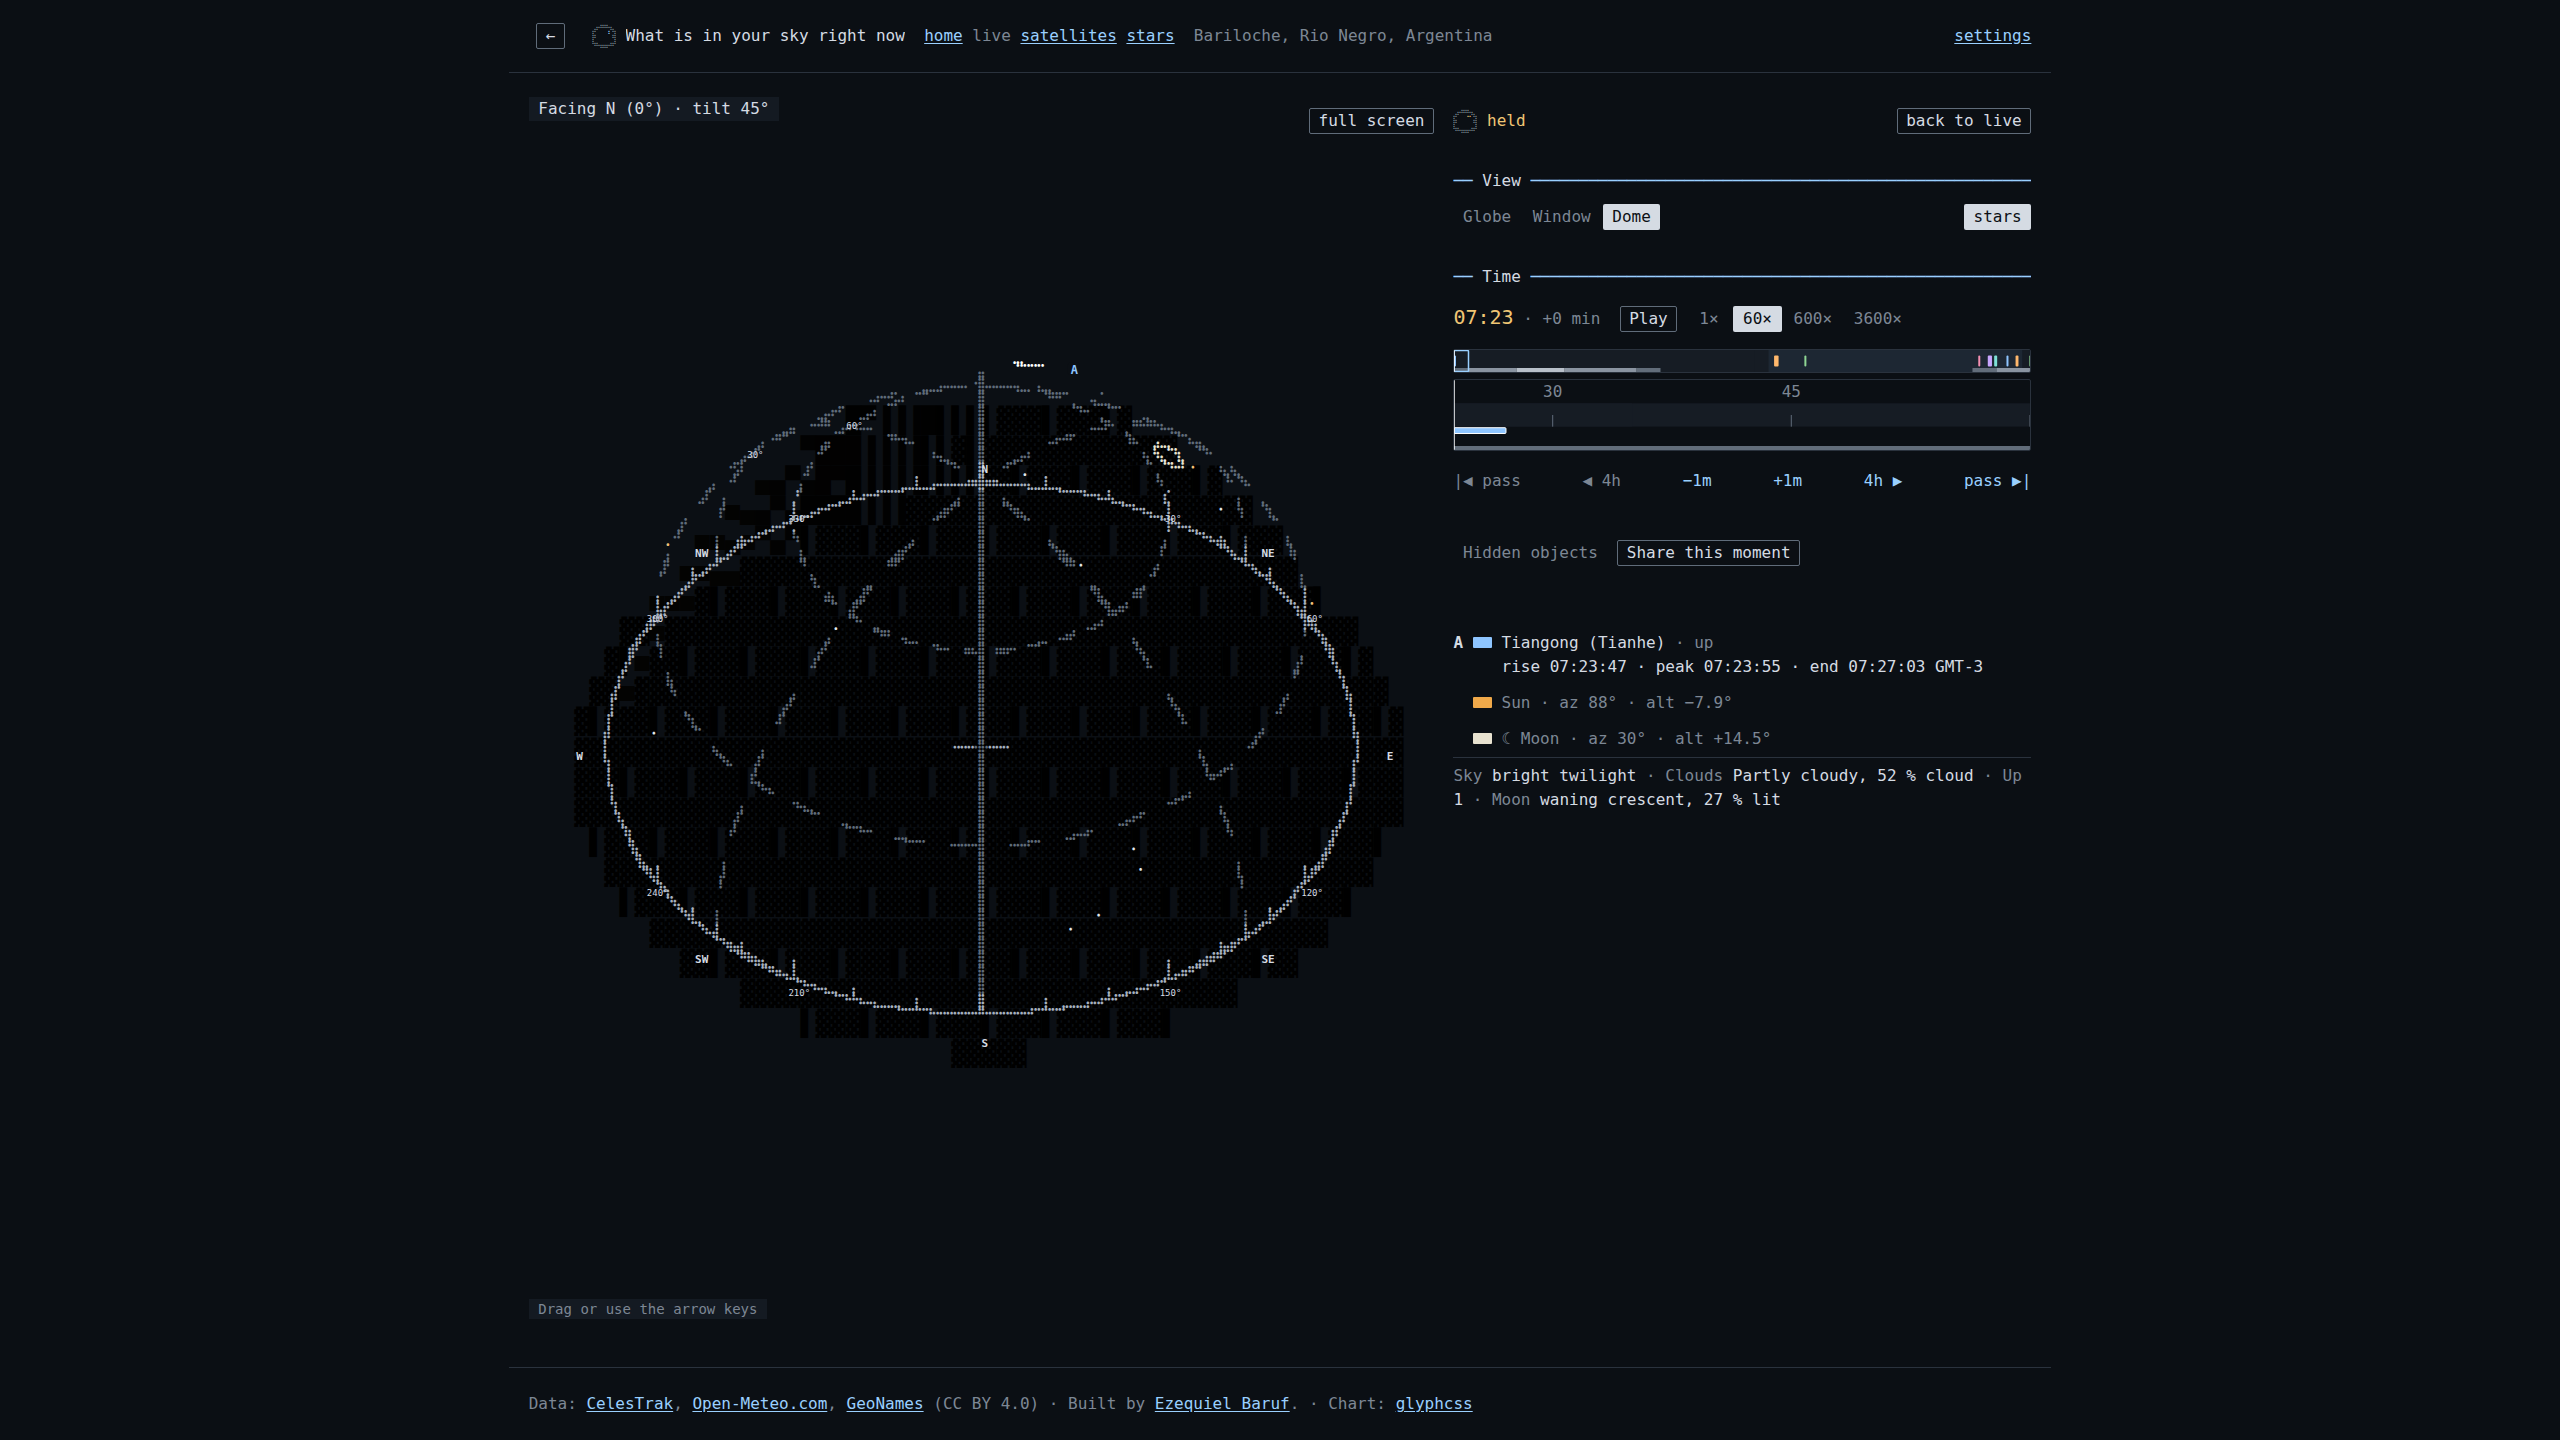 ← What is in your sky right now home live satellites stars Bariloche, Rio Negro, Argentina settings
Facing N (0°) · tilt 45°
full screen
held back to live
View
Globe Window Dome stars
Time
07:23 · +0 min Play 1× 60× 600× 3600×
30 45
|◀ pass ◀ 4h −1m +1m 4h ▶ pass ▶|
Hidden objects Share this moment
A Tiangong (Tianhe) · up
rise 07:23:47 · peak 07:23:55 · end 07:27:03 GMT-3
Sun · az 88° · alt −7.9°
☾ Moon · az 30° · alt +14.5°
Sky bright twilight · Clouds Partly cloudy, 52 % cloud · Up
1 · Moon waning crescent, 27 % lit
A
60°
30°
N
330° 30°
NW NE
300° 60°
W E
240° 120°
SW SE
210° 150°
S
Drag or use the arrow keys
Data: CelesTrak, Open-Meteo.com, GeoNames (CC BY 4.0) · Built by Ezequiel Baruf. · Chart: glyphcss